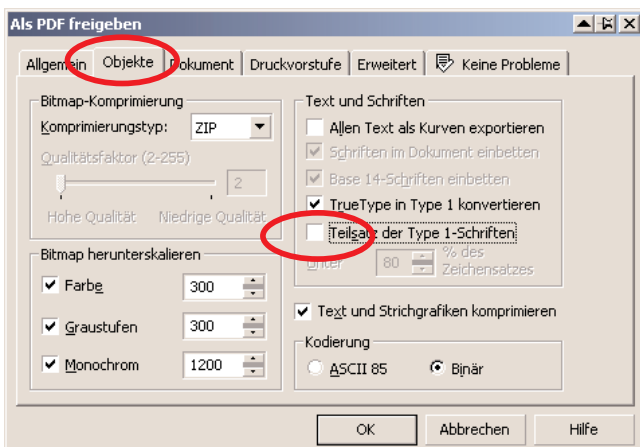 Als PDF freigeben
Allgemein Objekte Dokument Druckvorstufe Erweitert Keine Probleme
Bitmap-Komprimierung
Komprimierungstyp: ZIP
Qualitätsfaktor (2-255)
2
Hohe Qualität Niedrige Qualität
Bitmap herunterskalieren
Farbe 300
Graustufen 300
Monochrom 1200
Text und Schriften
Allen Text als Kurven exportieren
Schriften im Dokument einbetten
Base 14-Schriften einbetten
TrueType in Type 1 konvertieren
Teilsatz der Type 1-Schriften
Unter 80 % des Zeichensatzes
Text und Strichgrafiken komprimieren
Kodierung
ASCII 85 Binär
OK Abbrechen Hilfe